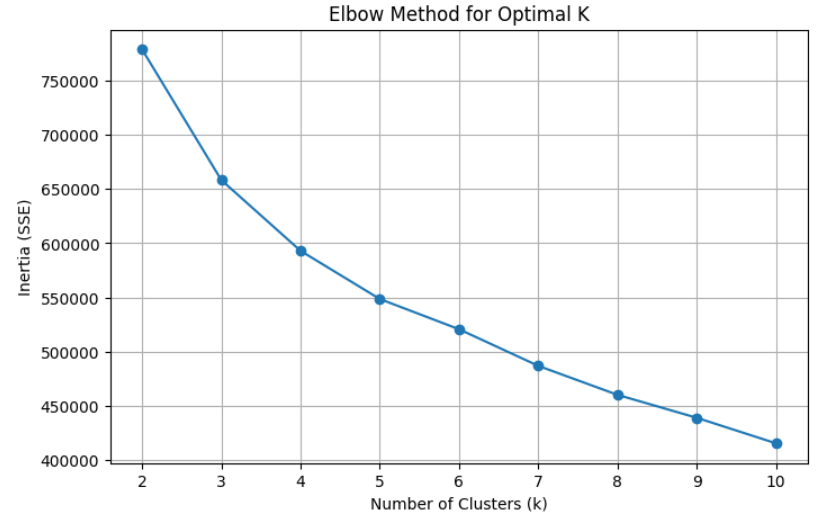 Elbow Method for Optimal K
Inertia (SSE)
750000
700000
650000
600000
550000
500000
450000
400000
2 3 4 5 6 7 8 9 10
Number of Clusters (k)